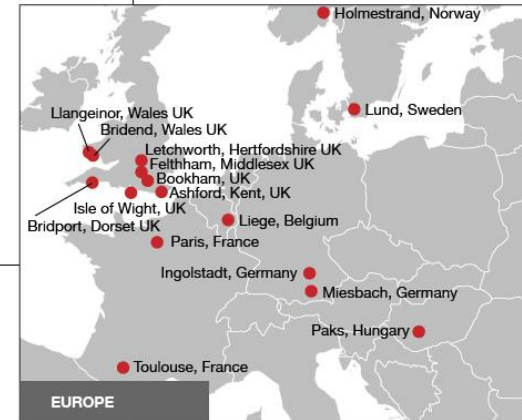 Holmestrand, Norway
Lund, Sweden
Llangeinor, Wales UK
Bridend, Wales UK
Letchworth, Hertfordshire UK
Felthham, Middlesex UK
Bookham, UK
Ashford, Kent, UK
Isle of Wight, UK
Bridport, Dorset UK
Liege, Belgium
Paris, France
Ingolstadt, Germany
Miesbach, Germany
Paks, Hungary
Toulouse, France
EUROPE